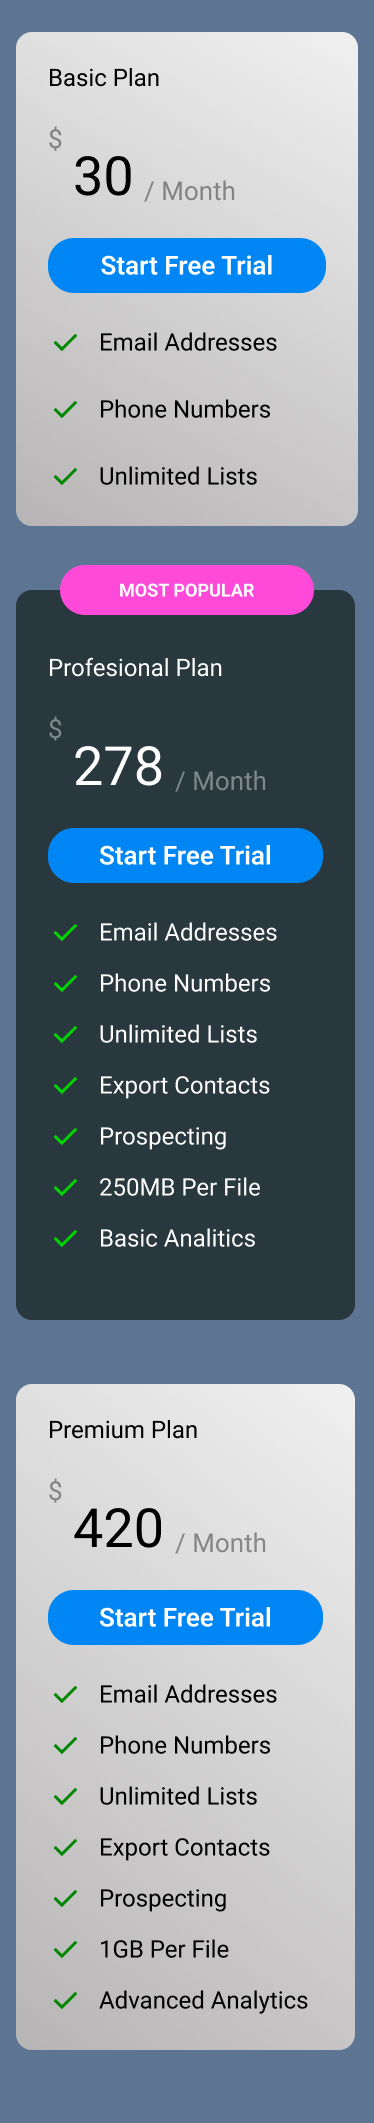 Basic Plan
$
30 / Month
Start Free Trial
Email Addresses
Phone Numbers
Unlimited Lists
MOST POPULAR
Profesional Plan
$
278 / Month
Start Free Trial
Email Addresses
Phone Numbers
Unlimited Lists
Export Contacts
Prospecting
250MB Per File
Basic Analitics
Premium Plan
$
420 / Month
Start Free Trial
Email Addresses
Phone Numbers
Unlimited Lists
Export Contacts
Prospecting
1GB Per File
Advanced Analytics